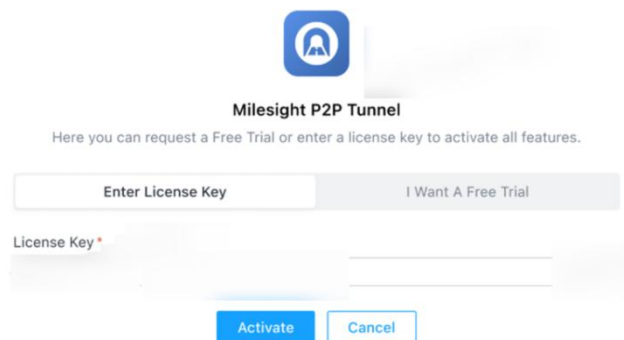 Milesight P2P Tunnel
Here you can request a Free Trial or enter a license key to activate all features.
Enter License Key
I Want A Free Trial
License Key *
Activate
Cancel